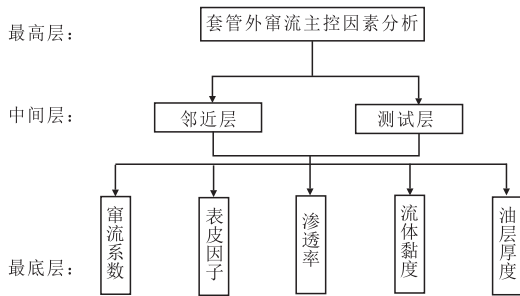 最高层：
套管外窜流主控因素分析
中间层：
邻近层
测试层
最底层：
窜流系数
表皮因子
渗透率
流体黏度
油层厚度